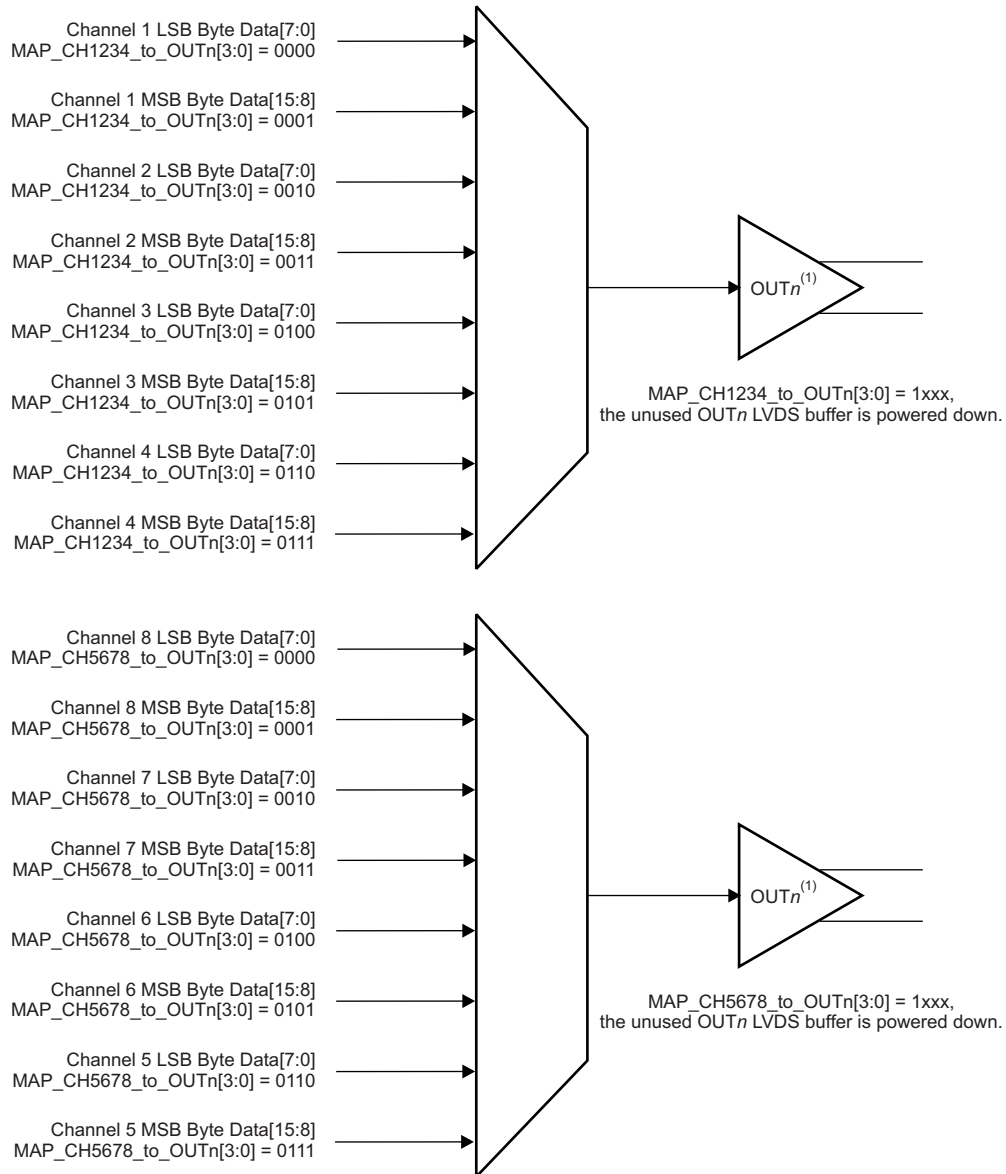 Channel 1 LSB Byte Data[7:0]
MAP_CH1234_to_OUTn[3:0] = 0000
Channel 1 MSB Byte Data[15:8]
MAP_CH1234_to_OUTn[3:0] = 0001
Channel 2 LSB Byte Data[7:0]
MAP_CH1234_to_OUTn[3:0] = 0010
Channel 2 MSB Byte Data[15:8]
MAP_CH1234_to_OUTn[3:0] = 0011
Channel 3 LSB Byte Data[7:0]
MAP_CH1234_to_OUTn[3:0] = 0100
Channel 3 MSB Byte Data[15:8]
MAP_CH1234_to_OUTn[3:0] = 0101
Channel 4 LSB Byte Data[7:0]
MAP_CH1234_to_OUTn[3:0] = 0110
Channel 4 MSB Byte Data[15:8]
MAP_CH1234_to_OUTn[3:0] = 0111
OUTn(1)
MAP_CH1234_to_OUTn[3:0] = 1xxx,
the unused OUTn LVDS buffer is powered down.
Channel 8 LSB Byte Data[7:0]
MAP_CH5678_to_OUTn[3:0] = 0000
Channel 8 MSB Byte Data[15:8]
MAP_CH5678_to_OUTn[3:0] = 0001
Channel 7 LSB Byte Data[7:0]
MAP_CH5678_to_OUTn[3:0] = 0010
Channel 7 MSB Byte Data[15:8]
MAP_CH5678_to_OUTn[3:0] = 0011
Channel 6 LSB Byte Data[7:0]
MAP_CH5678_to_OUTn[3:0] = 0100
Channel 6 MSB Byte Data[15:8]
MAP_CH5678_to_OUTn[3:0] = 0101
Channel 5 LSB Byte Data[7:0]
MAP_CH5678_to_OUTn[3:0] = 0110
Channel 5 MSB Byte Data[15:8]
MAP_CH5678_to_OUTn[3:0] = 0111
OUTn(1)
MAP_CH5678_to_OUTn[3:0] = 1xxx,
the unused OUTn LVDS buffer is powered down.